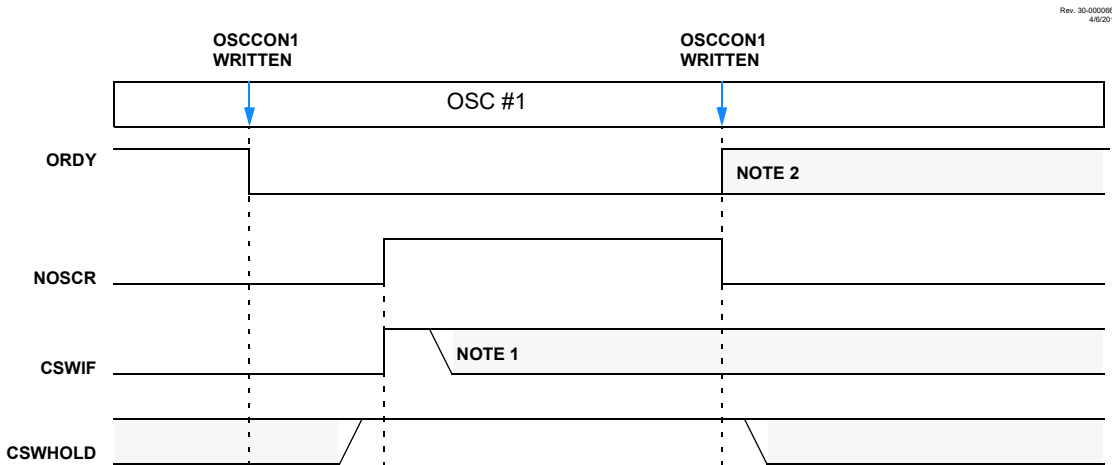 Rev. 30-000066
4/6/201
OSCCON1
WRITTEN
OSCCON1
WRITTEN
OSC #1
ORDY
NOTE 2
NOSCR
CSWIF
NOTE 1
CSWHOLD